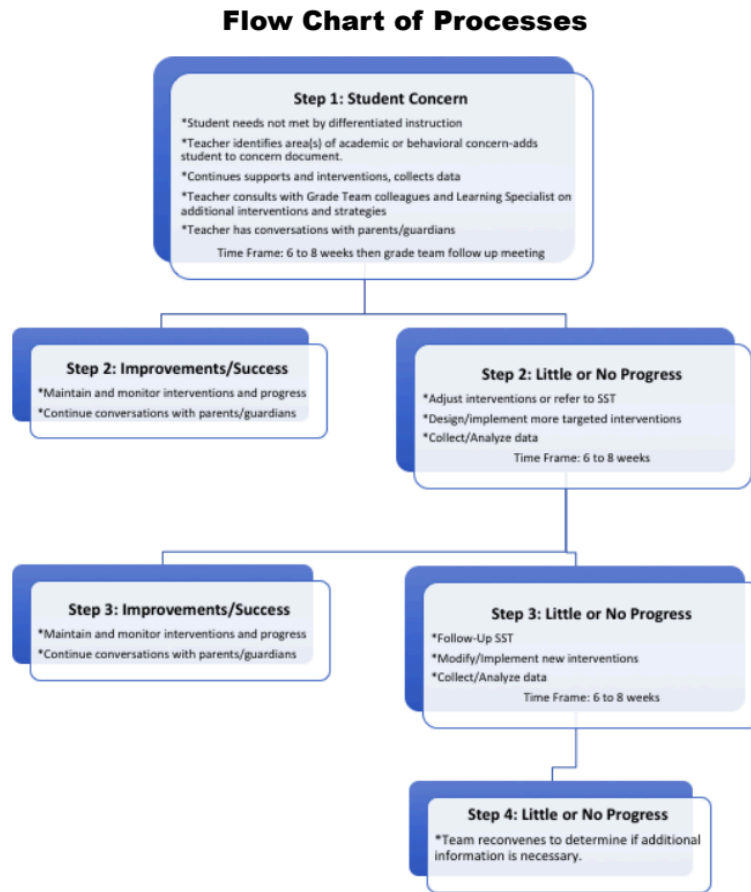 Flow Chart of Processes
Step 1: Student Concern
*Student needs not met by differentiated instruction
*Teacher identifies area(s) of academic or behavioral concern-adds
student to concern document.
*Continues supports and interventions, collects data
*Teacher consults with Grade Team colleagues and Learning Specialist on
additional interventions and strategies
*Teacher has conversations with parents/guardians
Time Frame: 6 to 8 weeks then grade team follow up meeting
Step 2: Improvements/Success
*Maintain and monitor interventions and progress
*Continue conversations with parents/guardians
Step 2: Little or No Progress
*Adjust interventions or refer to SST
*Design/implement more targeted interventions
*Collect/Analyze data
Time Frame: 6 to 8 weeks
Step 3: Improvements/Success
*Maintain and monitor interventions and progress
*Continue conversations with parents/guardians
Step 3: Little or No Progress
*Follow-Up SST
*Modify/Implement new interventions
*Collect/Analyze data
Time Frame: 6 to 8 weeks
Step 4: Little or No Progress
*Team reconvenes to determine if additional
information is necessary.